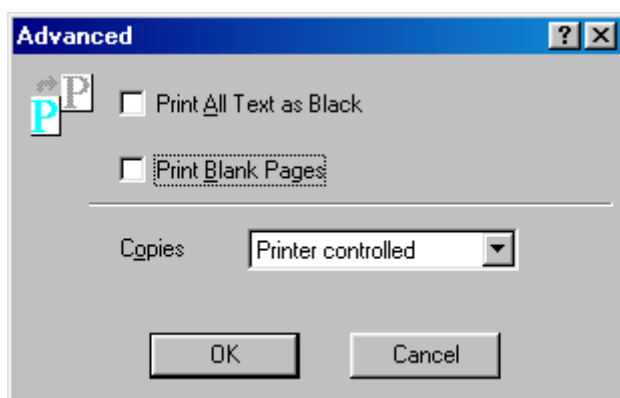 Advanced
Print All Text as Black
Print Blank Pages
Copies Printer controlled
OK Cancel